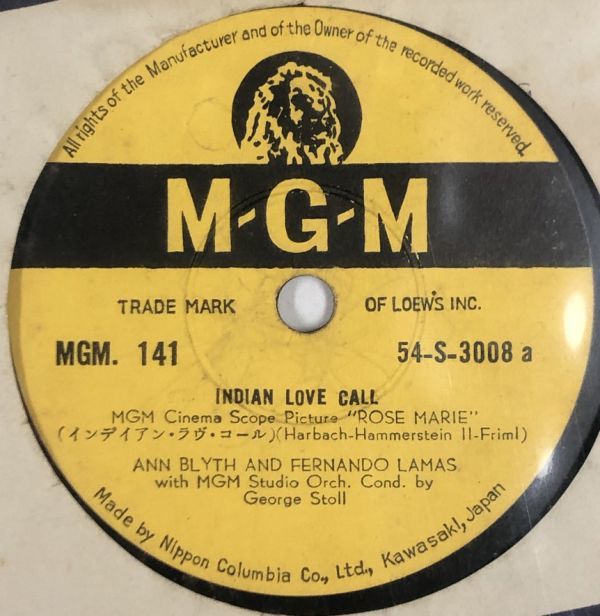 All rights of the Manufacturer and of the Owner of the recorded work reserved.
M-G-M
TRADE MARK OF LOEW'S INC.
MGM. 141 54-S-3008 a
INDIAN LOVE CALL
MGM Cinema Scope Picture "ROSE MARIE"
(インデイアン・ラヴ・コール)(Harbach-Hammerstein II-Friml)
ANN BLYTH AND FERNANDO LAMAS
with MGM Studio Orch. Cond. by
George Stoll
Made by Nippon Columbia Co., Ltd., Kawasaki, Japan